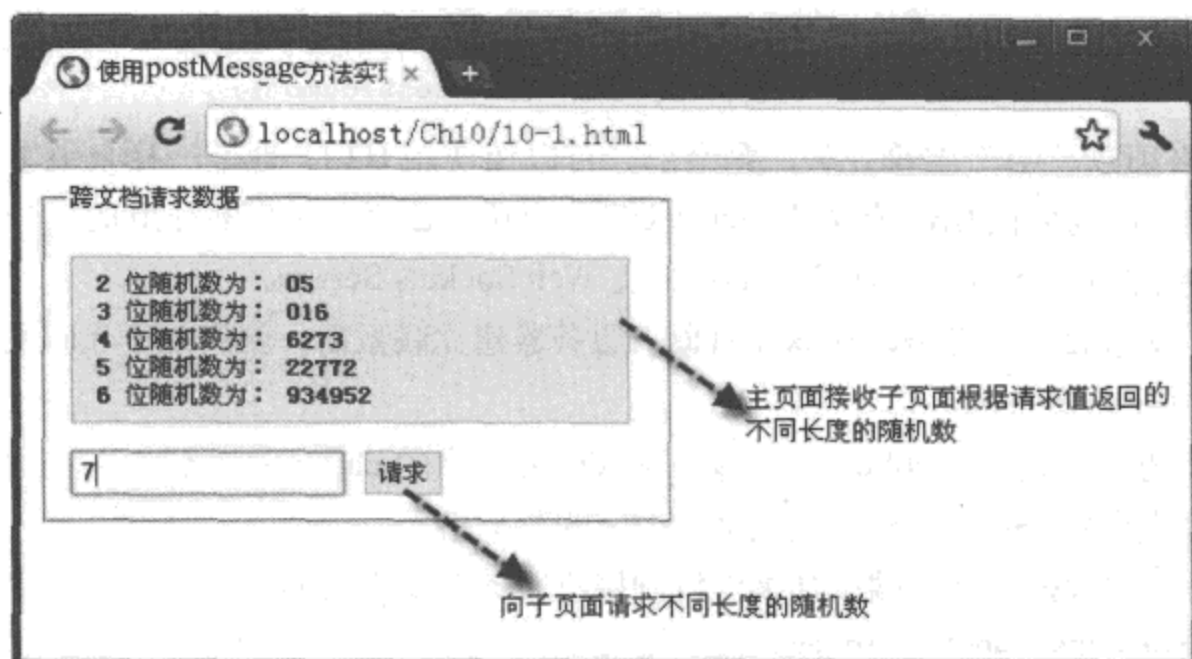 使用postMessage方法实现
localhost/Ch10/10-1.html
跨文档请求数据
2 位随机数为: 05
3 位随机数为: 016
4 位随机数为: 6273
5 位随机数为: 22772
6 位随机数为: 934952
主页面接收子页面根据请求值返回的
不同长度的随机数
7
请求
向子页面请求不同长度的随机数